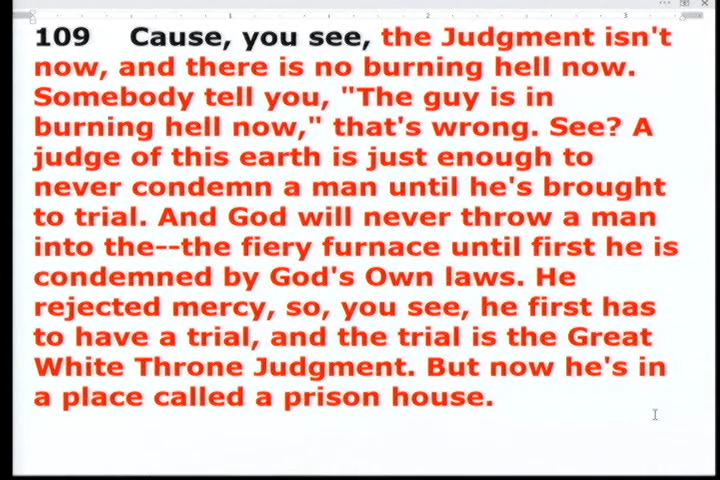 109 Cause, you see, the Judgment isn't
now, and there is no burning hell now.
Somebody tell you, "The guy is in
burning hell now," that's wrong. See? A
judge of this earth is just enough to
never condemn a man until he's brought
to trial. And God will never throw a man
into the--the fiery furnace until first he is
condemned by God's Own laws. He
rejected mercy, so, you see, he first has
to have a trial, and the trial is the Great
White Throne Judgment. But now he's in
a place called a prison house.